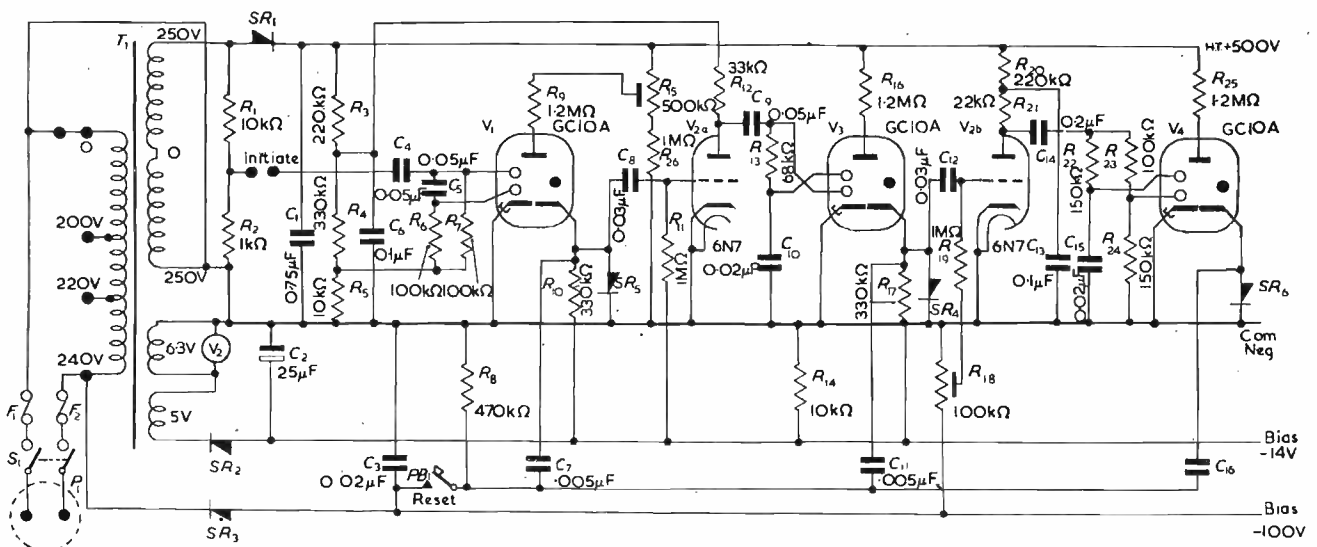 250V
SR₁
T₁
H.T.+500V
R₁
10kΩ
Initiate
R₂
1kΩ
250V
C₁
0·75µF
220kΩ
R₃
330kΩ
R₄
10kΩ
R₅
C₄
0·05µF
C₅
0·05µF
C₆
0·1µF
R₆
100kΩ
R₇
100kΩ
R₉
1·2MΩ
V₁
GC10A
R₁₀
330kΩ
SR₅
R₁₅
500kΩ
1MΩ
R₂₆
C₈
0·03µF
R₁₁
1MΩ
33kΩ
R₁₂
V₂ₐ
6N7
C₉
0·05µF
R₁₃
68kΩ
C₁₀
0·02µF
R₁₆
1·2MΩ
V₃
GC10A
R₁₇
330kΩ
SR₄
0·03µF
C₁₂
1MΩ
R₁₉
R₂₀
220kΩ
22kΩ
R₂₁
V₂b
6N7
C₁₃
0·1µF
0·2µF
C₁₄
R₂₂
150kΩ
R₂₃
100kΩ
C₁₅
0·02µF
R₂₄
150kΩ
R₂₅
1·2MΩ
V₄
GC10A
SR₆
Com
Neg
200V
220V
240V
6·3V
V₂
C₂
25µF
5V
F₁
F₂
S₁
P₁
SR₂
SR₃
C₃
0·02µF
R₈
470kΩ
PB₁
Reset
C₇
·005µF
R₁₄
10kΩ
C₁₁
·005µF
R₁₈
100kΩ
C₁₆
Bias
-14V
Bias
-100V